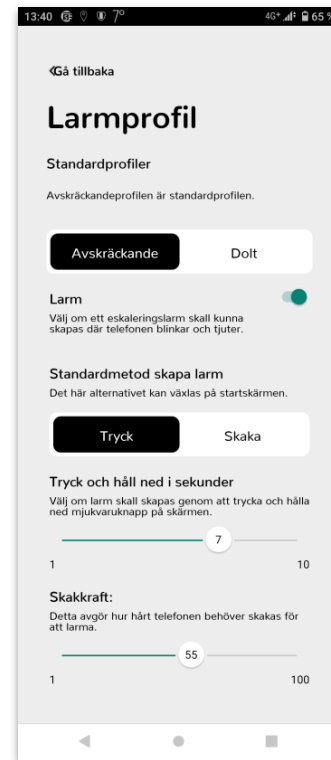 13:40 7° 4G+ 65 %
Gå tillbaka
Larmprofil
Standardprofiler
Avskräckandeprofilen är standardprofilen.
Avskräckande Dolt
Larm
Välj om ett eskaleringslarm skall kunna
skapas där telefonen blinkar och tjuter.
Standardmetod skapa larm
Det här alternativet kan växlas på startskärmen.
Tryck Skaka
Tryck och håll ned i sekunder
Välj om larm skall skapas genom att trycka och hålla
ned mjukvaruknapp på skärmen.
7
1 10
Skakkraft:
Detta avgör hur hårt telefonen behöver skakas för
att larma.
55
1 100